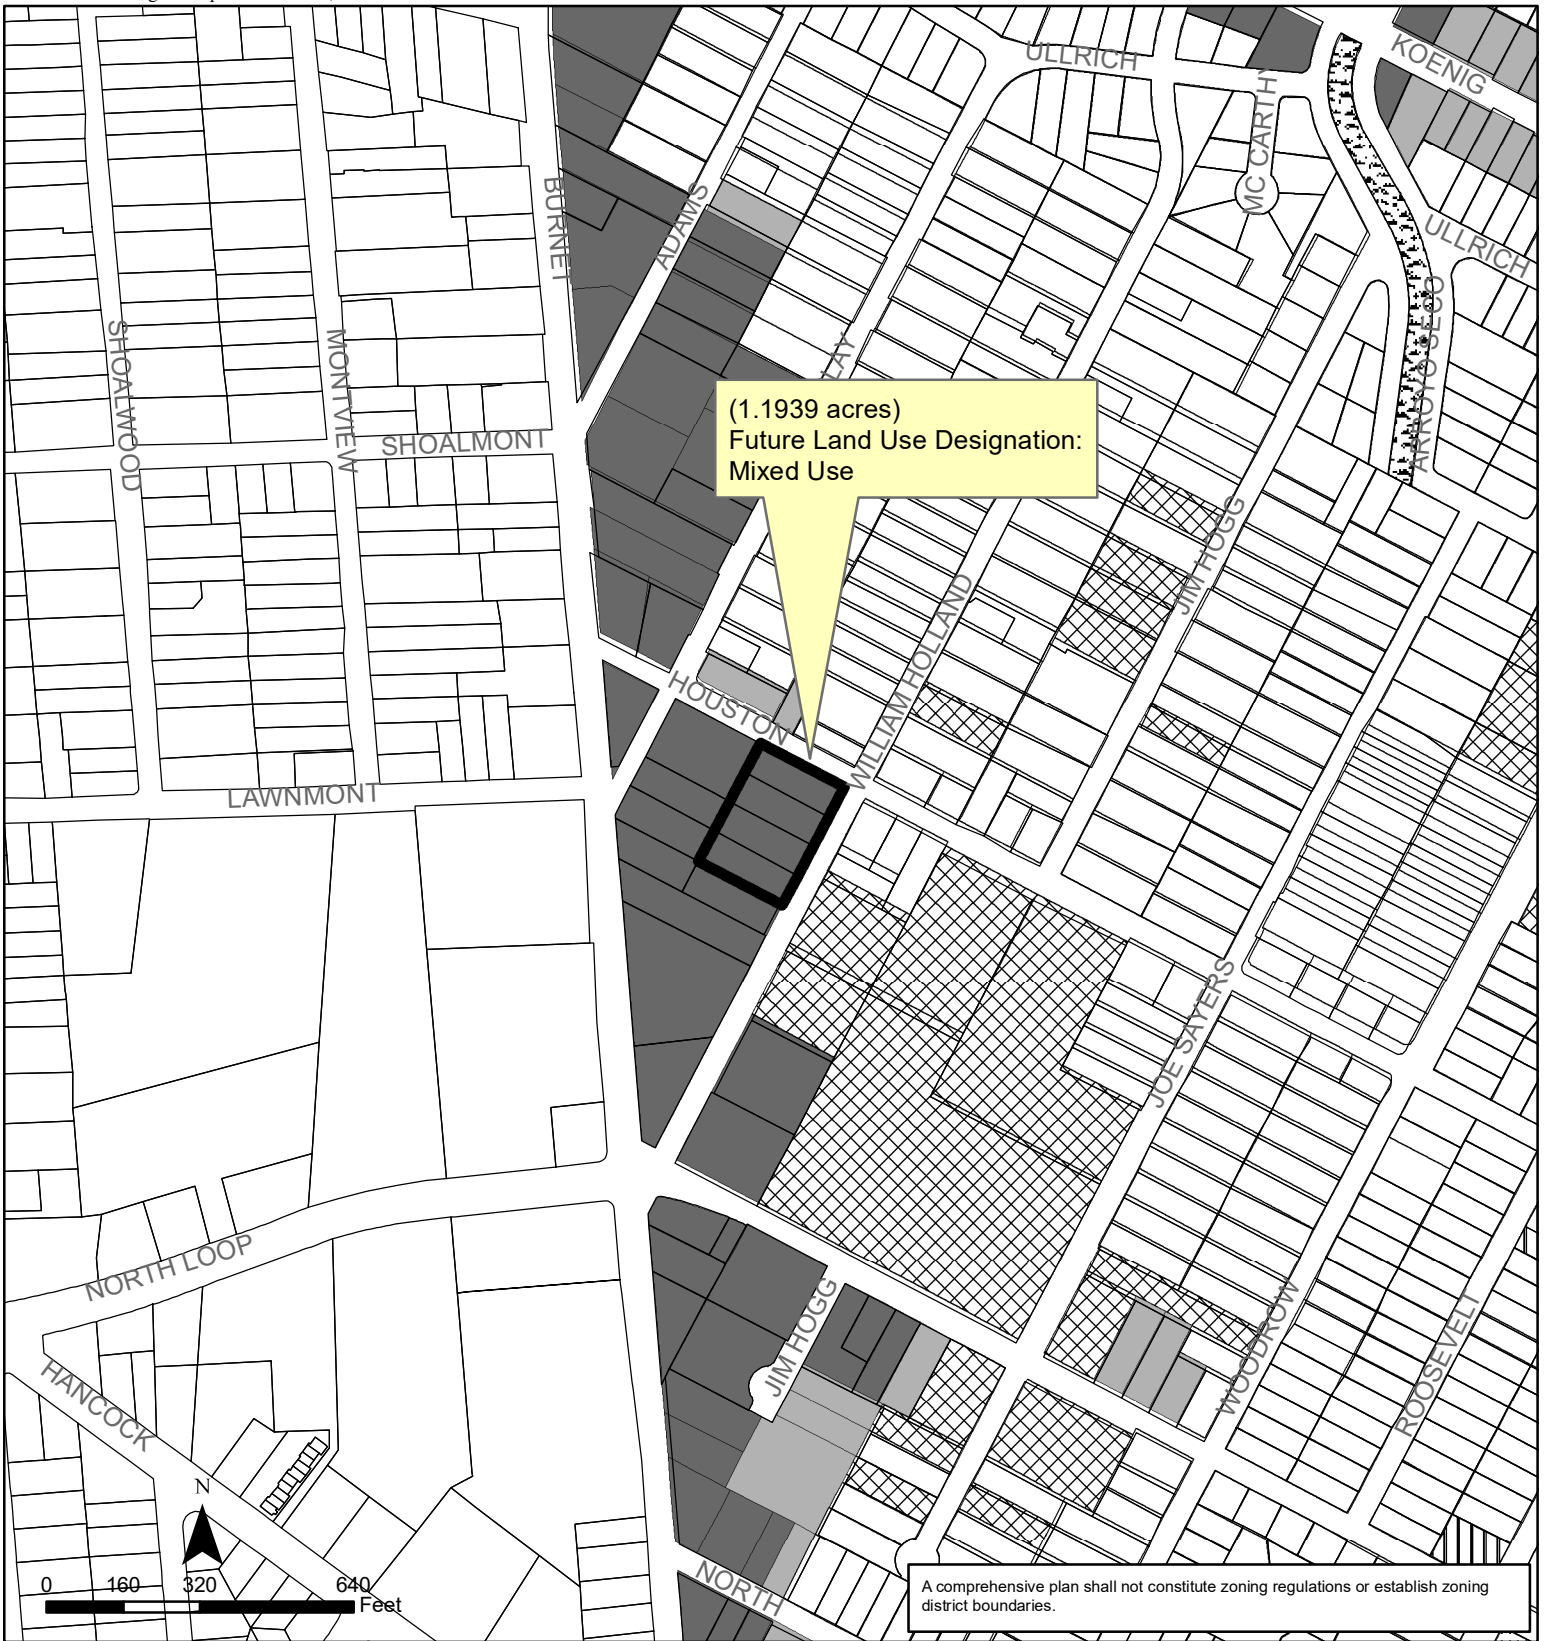 ULLRICH
KOENIG
MC CARTHY
BURNET
ADAMS
ULLRICH
ARROYO SECO
SHOALWOOD
MONTVIEW
LAY
(1.1939 acres)
Future Land Use Designation:
Mixed Use
SHOALMONT
JIM HOGG
WILLIAM HOLLAND
HOUSTON
LAWNMONT
JOE SAYERS
NORTH LOOP
JIM HOGG
WOODROW
ROOSEVELT
HANCOCK
N
0 160 320 640
Feet
NORTH
A comprehensive plan shall not constitute zoning regulations or establish zoning
district boundaries.